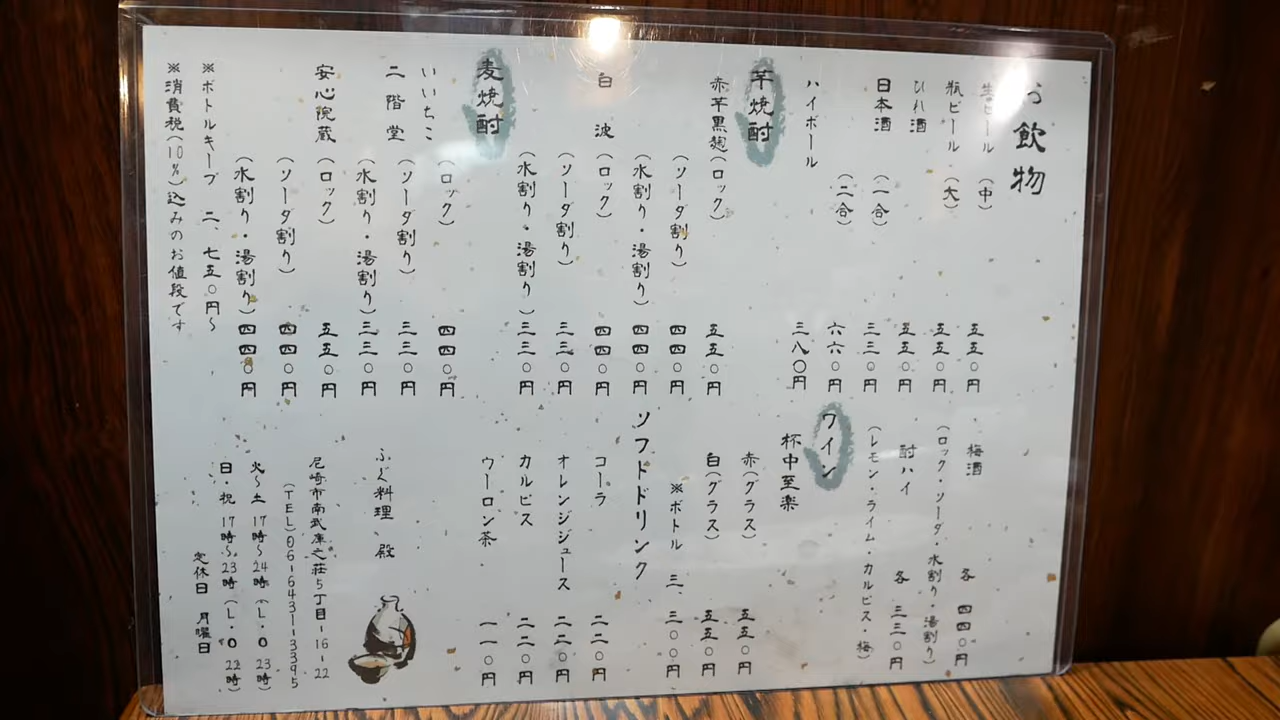 お飲物
生ビール（中） 五五〇円
瓶ビール（大） 五五〇円
ひれ酒 五五〇円
日本酒（一合） 三三〇円
（二合） 六六〇円
ハイボール 三八〇円
芋焼酎
赤芋黒麹（ロック） 五五〇円
（ソーダ割り） 四四〇円
（水割り・湯割り） 四四〇円
白波（ロック） 四四〇円
（ソーダ割り） 三三〇円
（水割り・湯割り） 三三〇円
麦焼酎
いいちこ（ロック） 四四〇円
二階堂（ソーダ割り） 三三〇円
（水割り・湯割り） 三三〇円
安心院蔵（ロック） 五五〇円
（ソーダ割り） 四四〇円
（水割り・湯割り） 四四〇円
※ボトルキープ 二、七五〇円〜
※消費税（10％）込みのお値段です
梅酒 各 四四〇円
（ロック・ソーダ・水割り・湯割り）
酎ハイ 各 三三〇円
（レモン・ライム・カルピス・梅）
ワイン
杯中至楽
赤（グラス） 五五〇円
白（グラス） 五五〇円
※ボトル 三、三〇〇円
ソフトドリンク
コーラ 二二〇円
オレンジジュース 二二〇円
カルピス 二二〇円
ウーロン茶 一一〇円
ふぐ料理 殿
尼崎市南武庫之荘5丁目-16-22
（TEL）06-6431-3395
火〜土 17時〜24時（L・O 23時）
日・祝 17時〜23時（L・O 22時）
定休日 月曜日